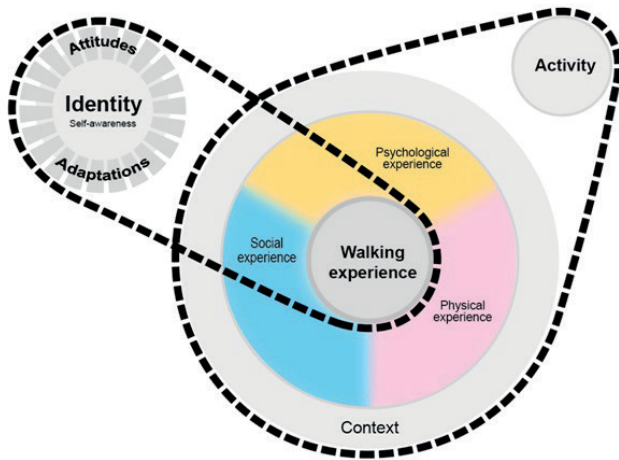 Attitudes
Identity
Self-awareness
Adaptations
Activity
Psychological
experience
Social
experience
Walking
experience
Physical
experience
Context